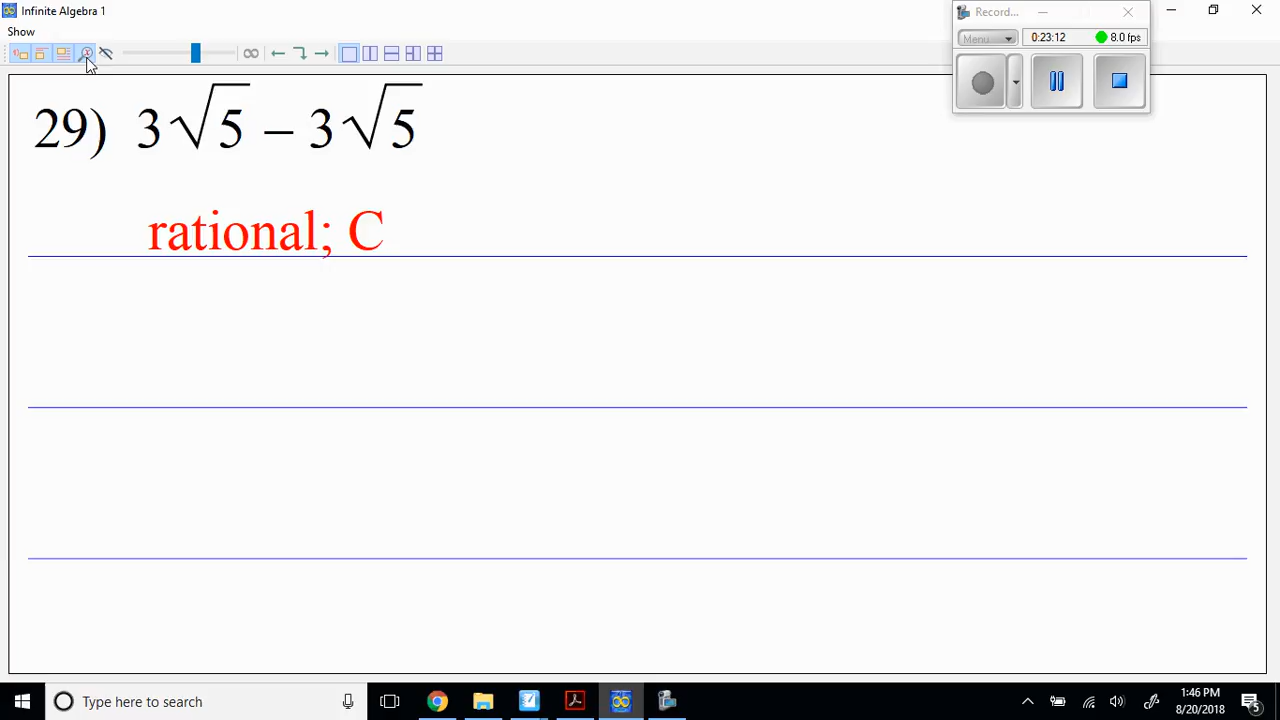 Infinite Algebra 1
Show
Record...
Menu
0:23:12
8.0 fps
29) 3√5 − 3√5
rational; C
Type here to search
1:46 PM
8/20/2018
5